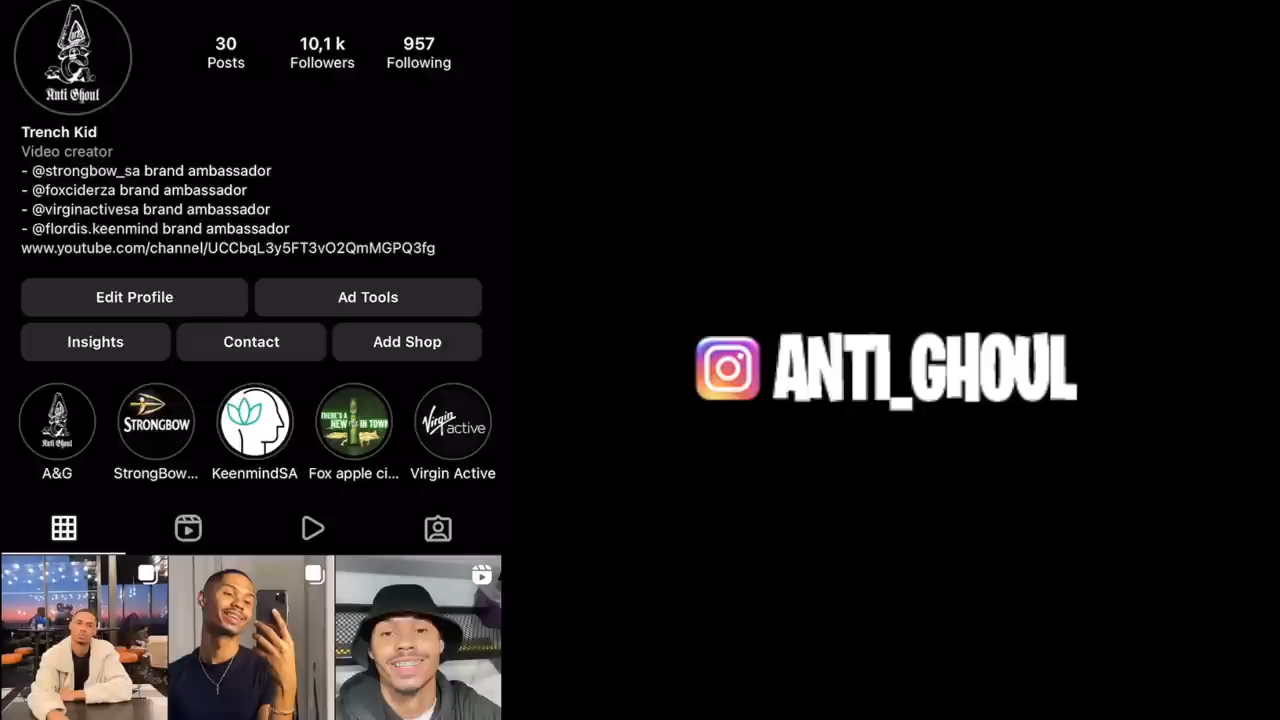 Anti Ghoul
30
Posts
10,1 k
Followers
957
Following
Trench Kid
Video creator
- @strongbow_sa brand ambassador
- @foxciderza brand ambassador
- @virginactivesa brand ambassador
- @flordis.keenmind brand ambassador
www.youtube.com/channel/UCCbqL3y5FT3vO2QmMGPQ3fg
Edit Profile
Ad Tools
Insights
Contact
Add Shop
Anti Ghoul
STRONGBOW
THERE'S A
NEW IN TOWN
Virgin
active
A&G
StrongBow...
KeenmindSA
Fox apple ci...
Virgin Active
ANTI_GHOUL